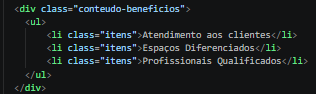 <div class="conteudo-beneficios">
<ul>
<li class="itens">Atendimento aos clientes</li>
<li class="itens">Espaços Diferenciados</li>
<li class="itens">Profissionais Qualificados</li>
</ul>
</div>